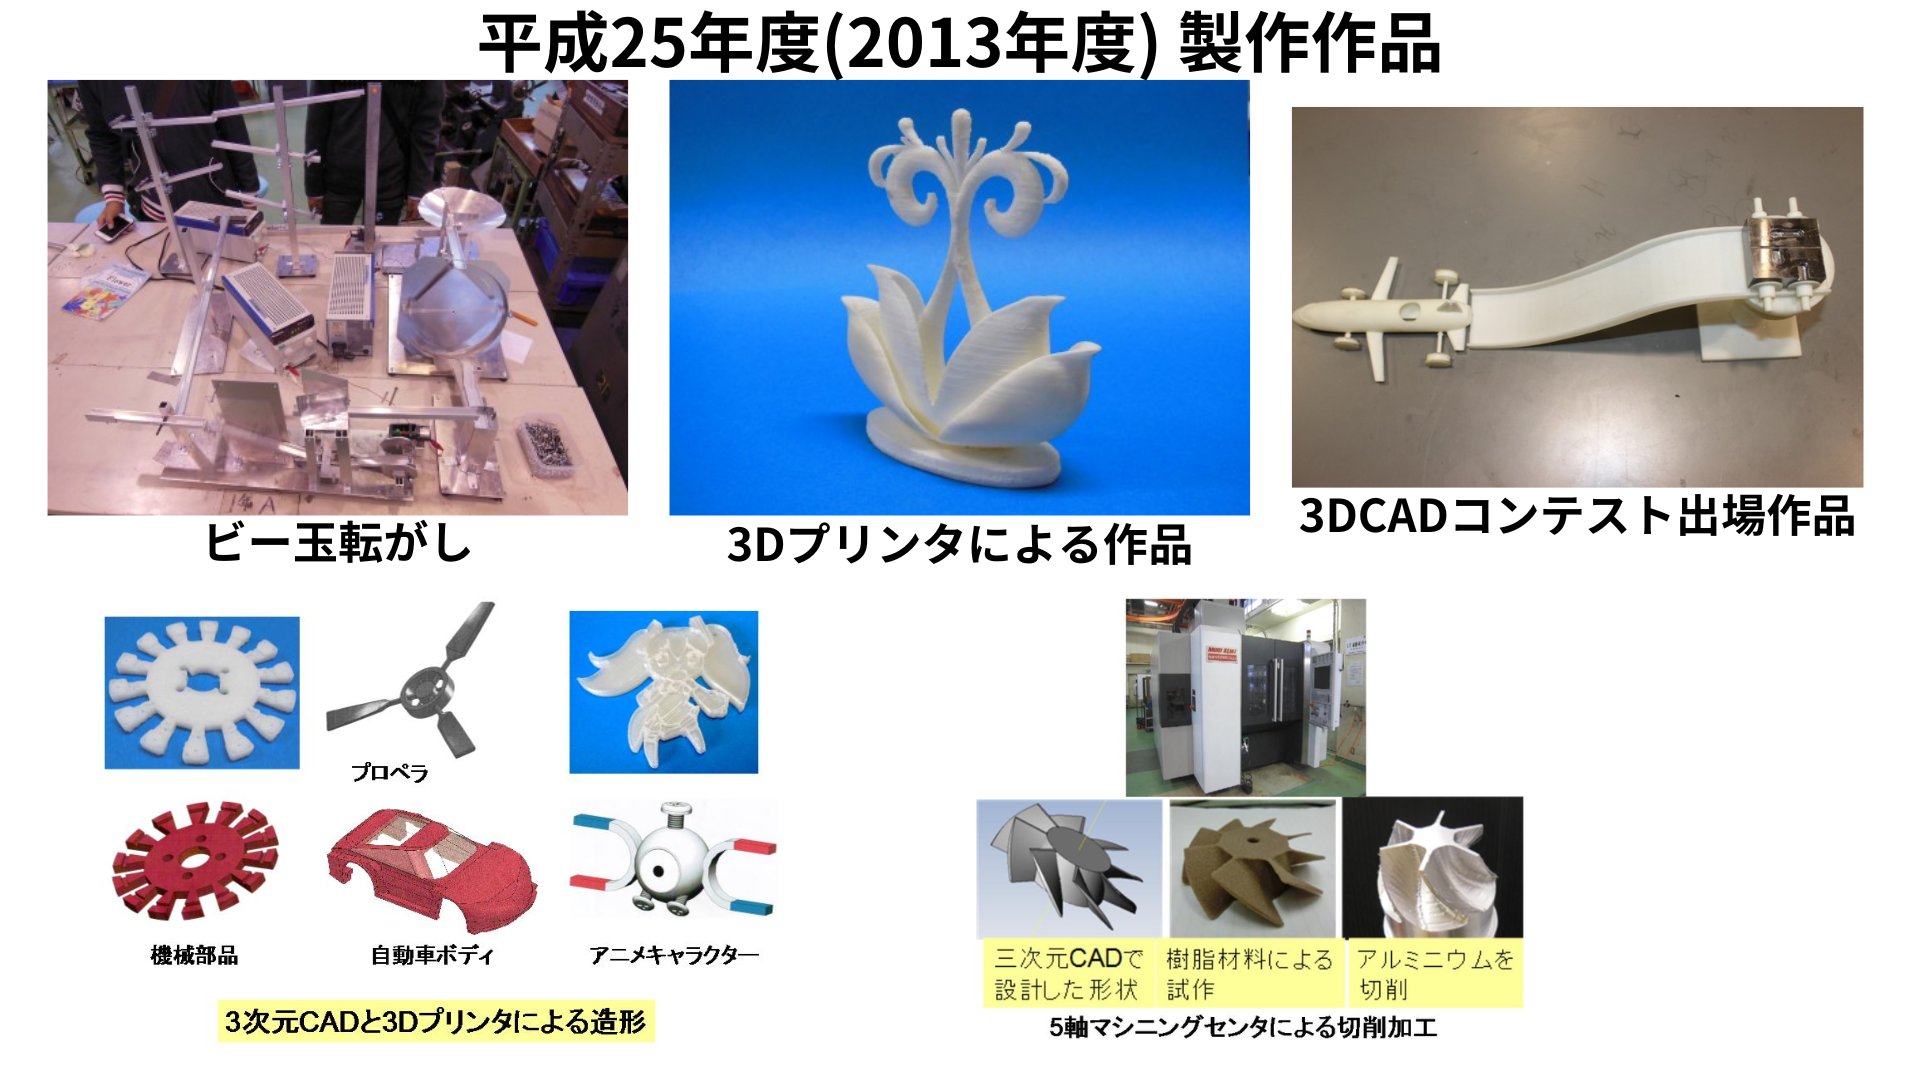 平成25年度(2013年度) 製作作品
ビー玉転がし
3Dプリンタによる作品
3DCADコンテスト出場作品
プロペラ
機械部品
自動車ボディ
アニメキャラクター
3次元CADと3Dプリンタによる造形
MORI SEIKI
三次元CADで
設計した形状
樹脂材料による
試作
アルミニウムを
切削
5軸マシニングセンタによる切削加工